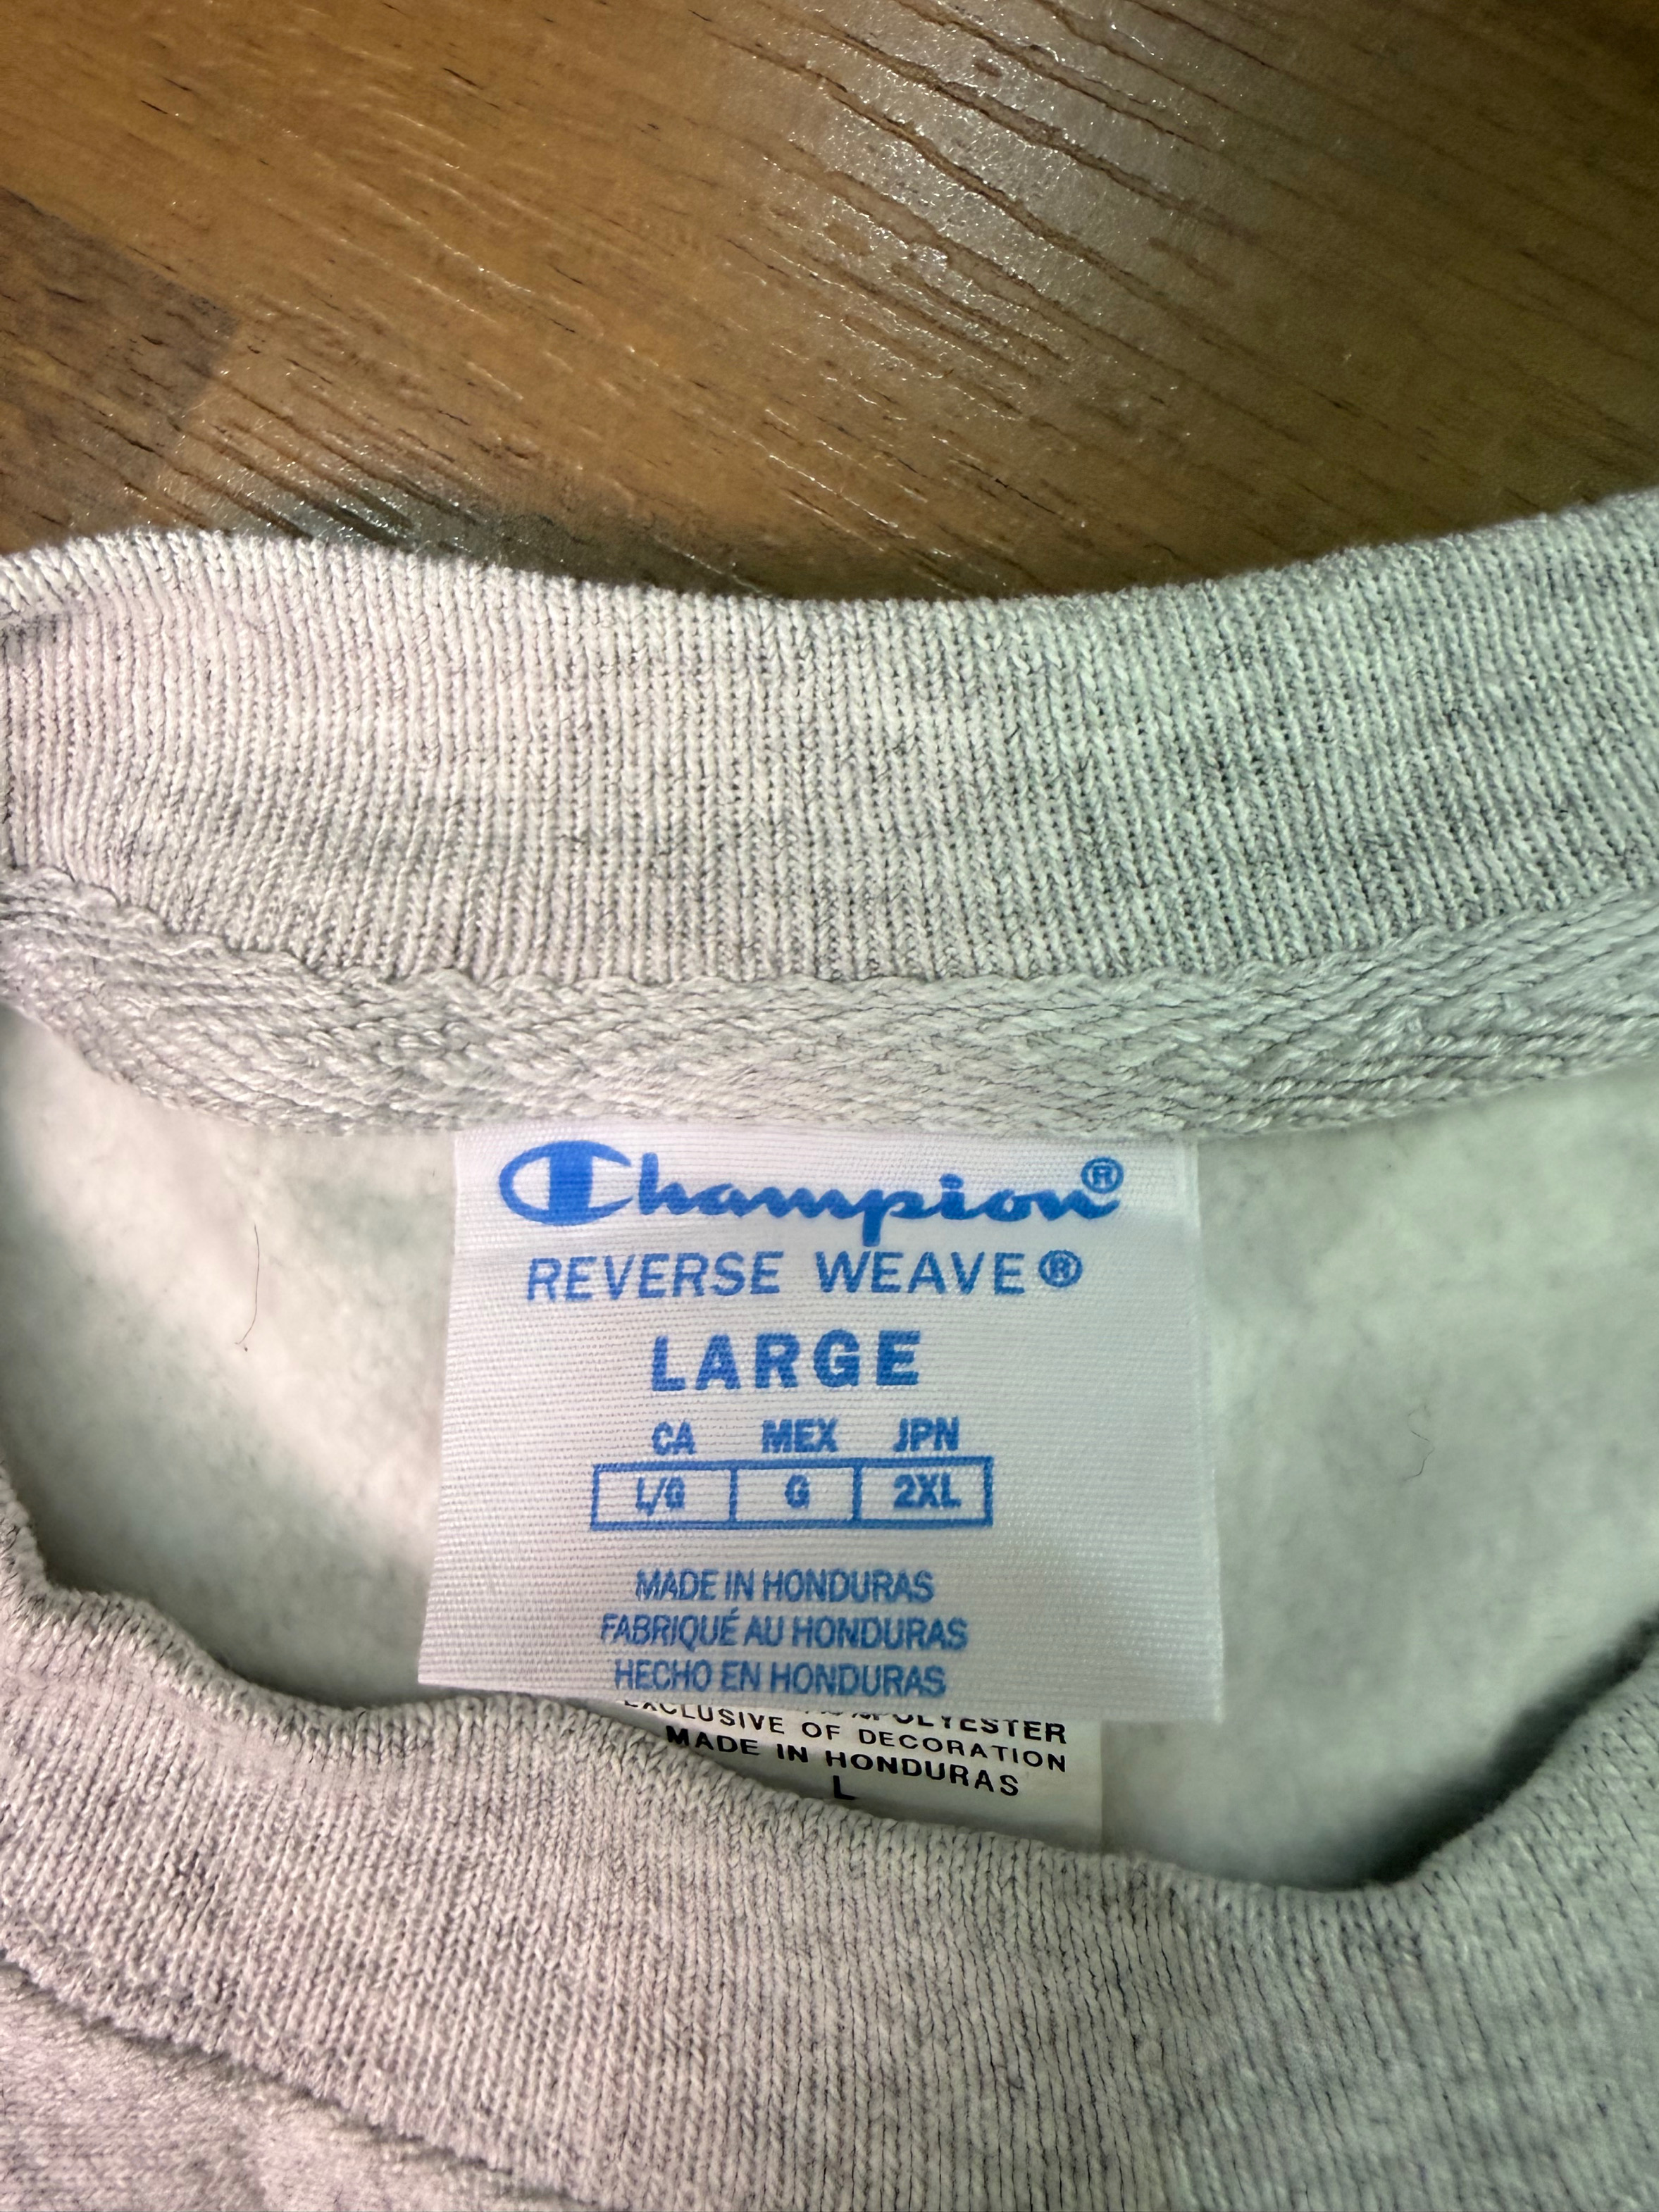 Champion®
REVERSE WEAVE®
LARGE
CA MEX JPN
L/G G 2XL
MADE IN HONDURAS
FABRIQUÉ AU HONDURAS
HECHO EN HONDURAS
POLYESTER
EXCLUSIVE OF DECORATION
MADE IN HONDURAS
L